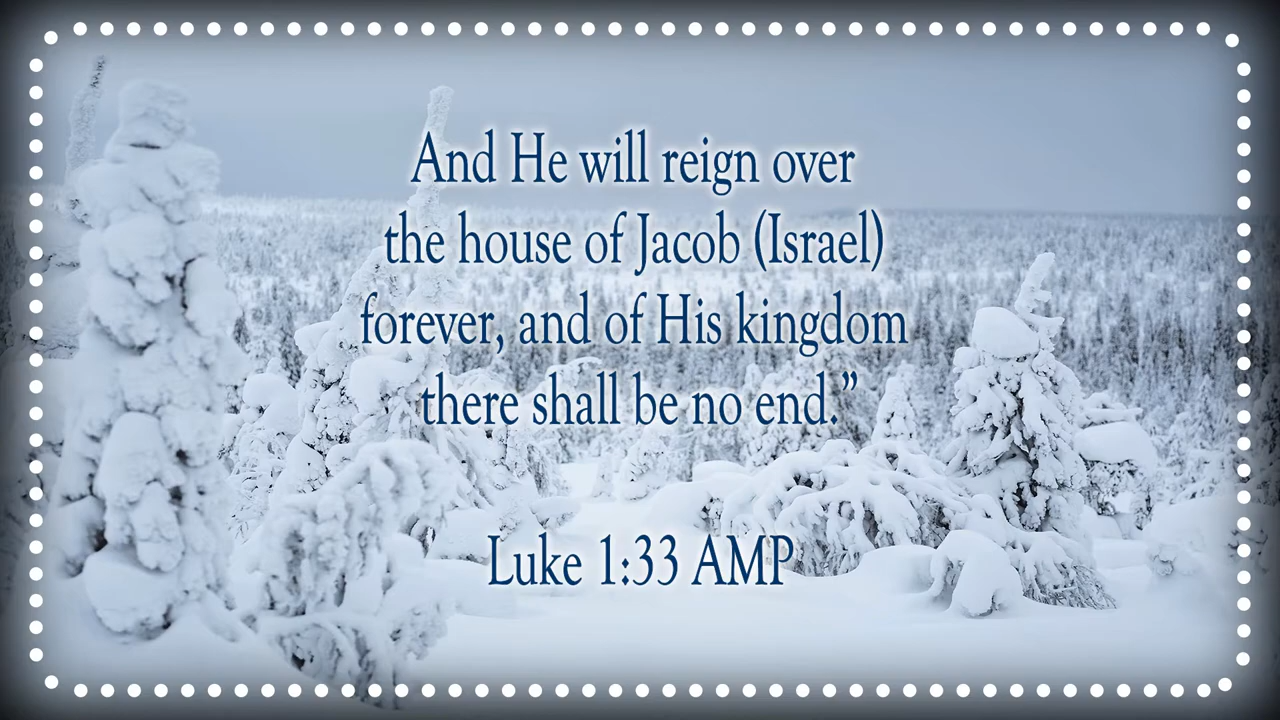 And He will reign over
the house of Jacob (Israel)
forever, and of His kingdom
there shall be no end.”
Luke 1:33 AMP